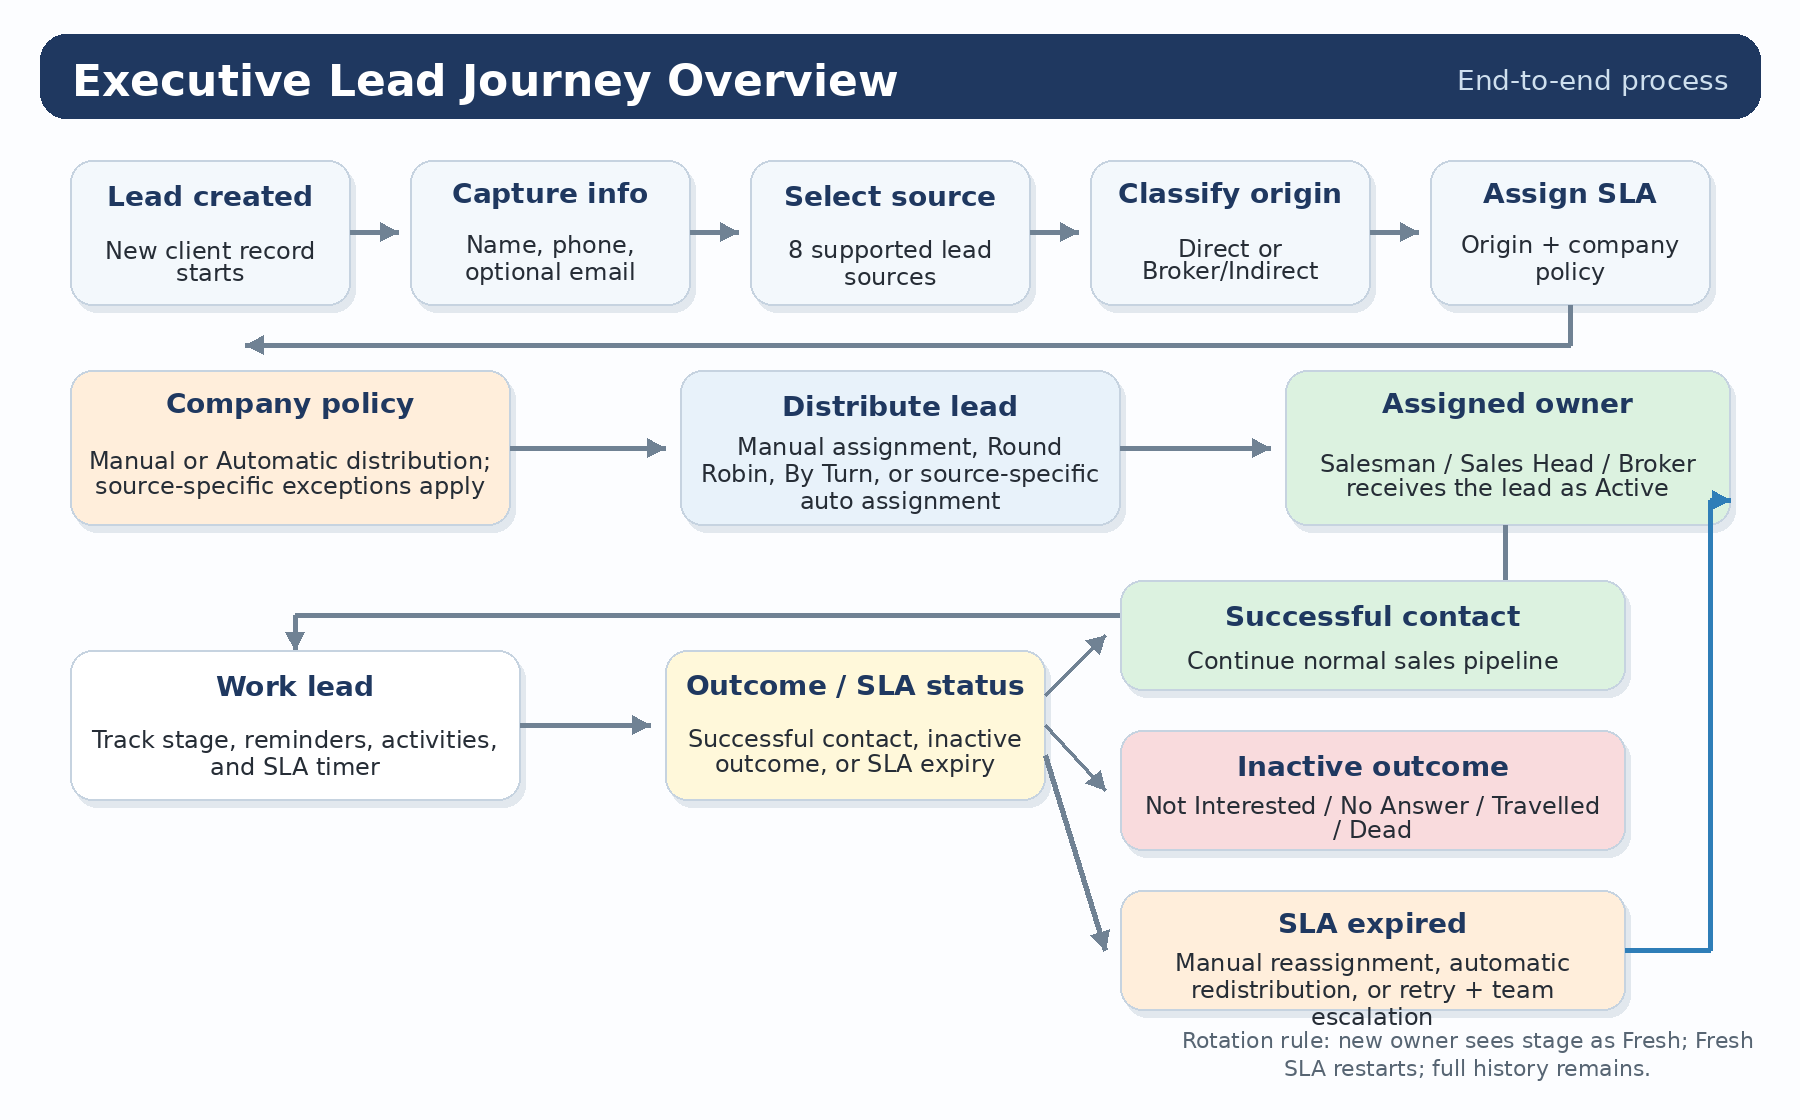 Executive Lead Journey Overview
End-to-end process
Lead created
New client record
starts
Capture info
Name, phone,
optional email
Select source
8 supported lead
sources
Classify origin
Direct or
Broker/Indirect
Assign SLA
Origin + company
policy
Company policy
Manual or Automatic distribution;
source-specific exceptions apply
Distribute lead
Manual assignment, Round
Robin, By Turn, or source-specific
auto assignment
Assigned owner
Salesman / Sales Head / Broker
receives the lead as Active
Work lead
Track stage, reminders, activities,
and SLA timer
Outcome / SLA status
Successful contact, inactive
outcome, or SLA expiry
Successful contact
Continue normal sales pipeline
Inactive outcome
Not Interested / No Answer / Travelled
/ Dead
SLA expired
Manual reassignment, automatic
redistribution, or retry + team
escalation
Rotation rule: new owner sees stage as Fresh; Fresh
SLA restarts; full history remains.